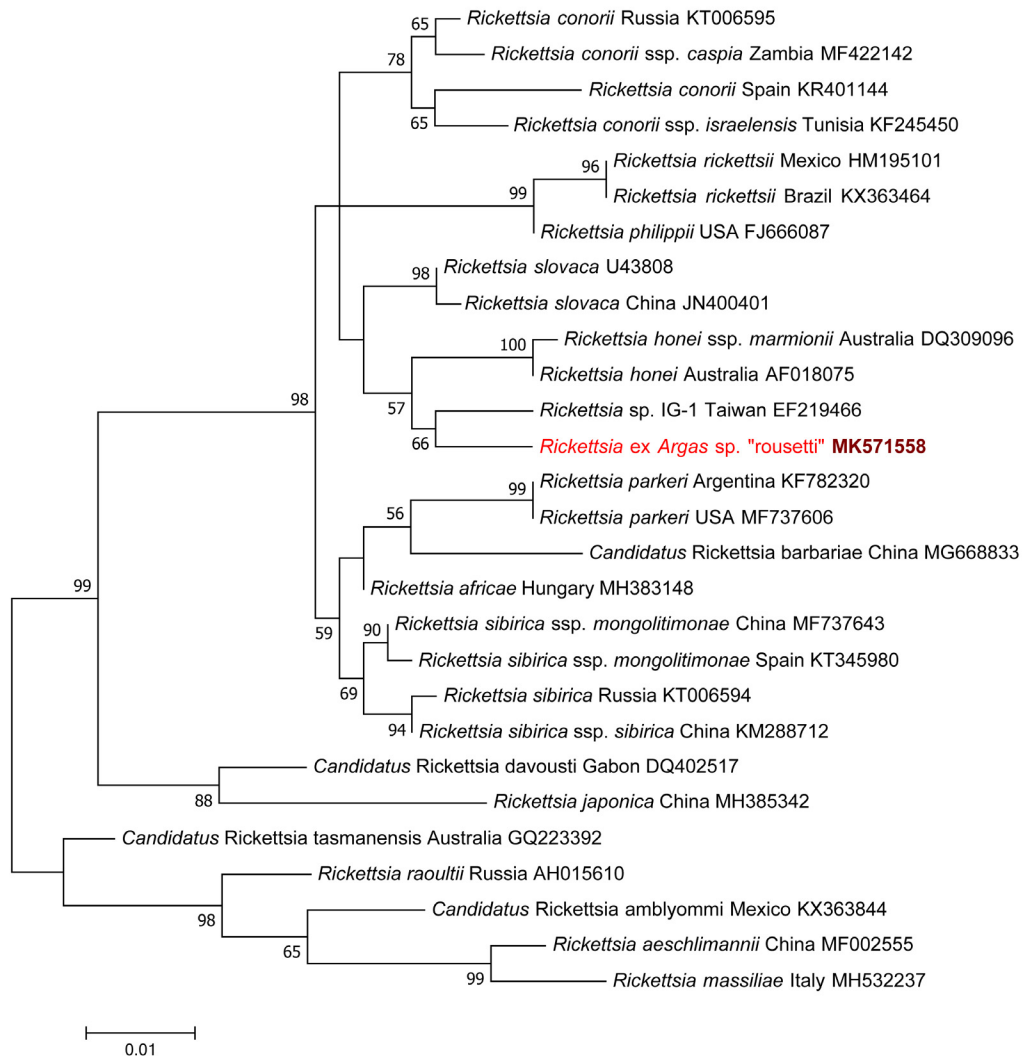 Rickettsia conorii Russia KT006595
65
Rickettsia conorii ssp. caspia Zambia MF422142
78
Rickettsia conorii Spain KR401144
65
Rickettsia conorii ssp. israelensis Tunisia KF245450
Rickettsia rickettsii Mexico HM195101
96
99
Rickettsia rickettsii Brazil KX363464
Rickettsia philippii USA FJ666087
Rickettsia slovaca U43808
98
Rickettsia slovaca China JN400401
Rickettsia honei ssp. marmionii Australia DQ309096
100
Rickettsia honei Australia AF018075
57
Rickettsia sp. IG-1 Taiwan EF219466
98
66
Rickettsia ex Argas sp. "rousetti" MK571558
Rickettsia parkeri Argentina KF782320
99
56
Rickettsia parkeri USA MF737606
Candidatus Rickettsia barbariae China MG668833
99
Rickettsia africae Hungary MH383148
59
Rickettsia sibirica ssp. mongolitimonae China MF737643
90
Rickettsia sibirica ssp. mongolitimonae Spain KT345980
69
Rickettsia sibirica Russia KT006594
94
Rickettsia sibirica ssp. sibirica China KM288712
Candidatus Rickettsia davousti Gabon DQ402517
88
Rickettsia japonica China MH385342
Candidatus Rickettsia tasmanensis Australia GQ223392
Rickettsia raoultii Russia AH015610
98
Candidatus Rickettsia amblyommi Mexico KX363844
65
Rickettsia aeschlimannii China MF002555
99
Rickettsia massiliae Italy MH532237
0.01